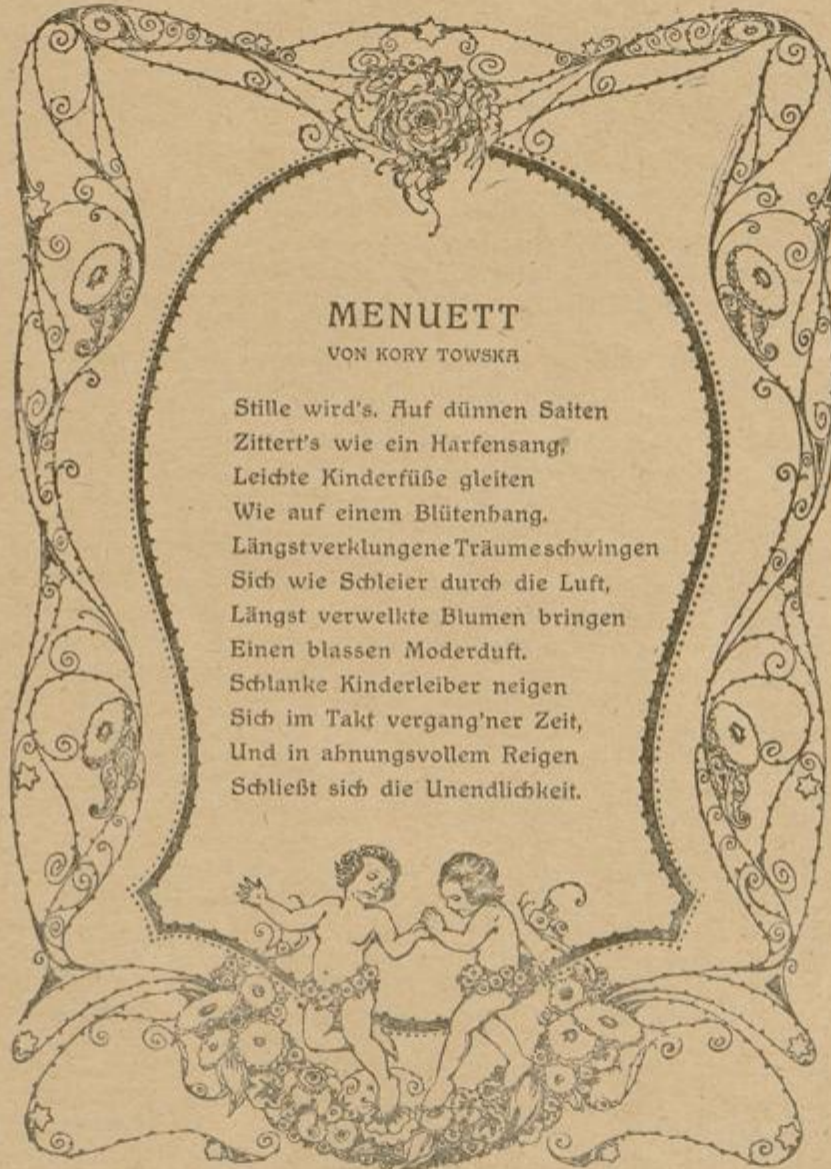 MENUETT
VON KORY TOWSKA
Stille wird's. Auf dünnen Saiten
Zittert's wie ein Harfensang,
Leichte Kinderfüße gleiten
Wie auf einem Blütenhang.
Längst verklungene Träume schwingen
Sich wie Schleier durch die Luft,
Längst verwelkte Blumen bringen
Einen blassen Moderduft.
Schlanke Kinderleiber neigen
Sich im Takt vergang'ner Zeit,
Und in ahnungsvollem Reigen
Schließt sich die Unendlichkeit.